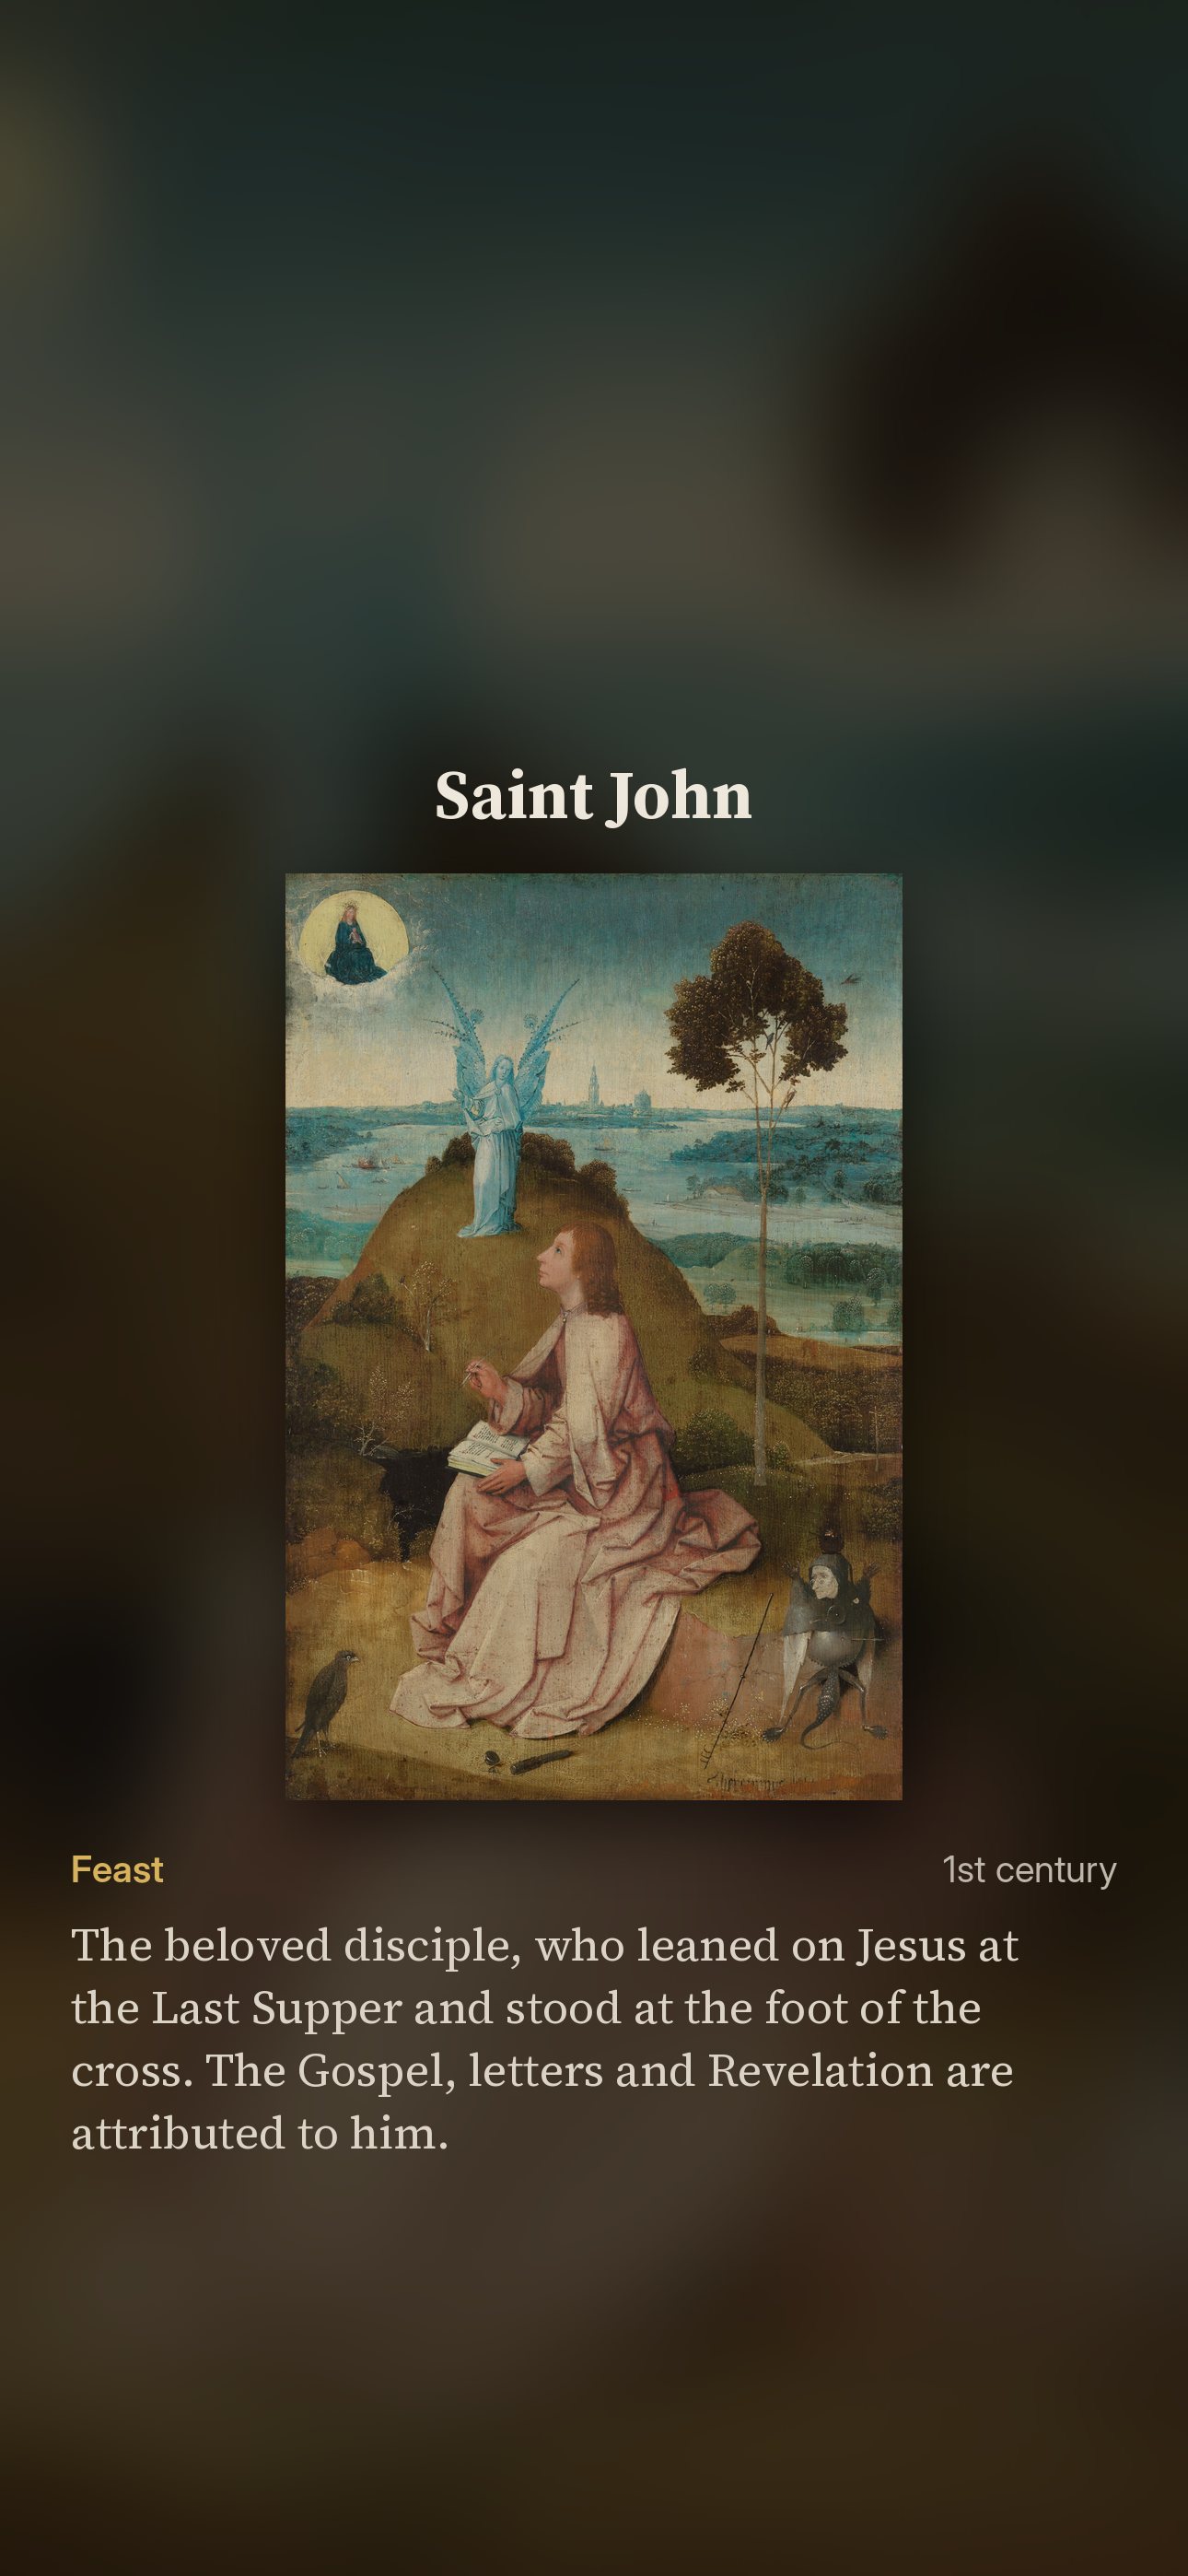 Saint John
Feast
1st century
The beloved disciple, who leaned on Jesus at
the Last Supper and stood at the foot of the
cross. The Gospel, letters and Revelation are
attributed to him.